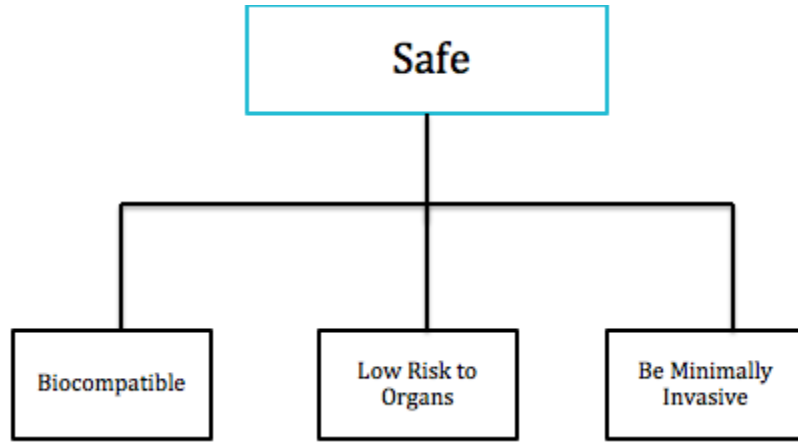 Safe
Biocompatible
Low Risk to
Organs
Be Minimally
Invasive